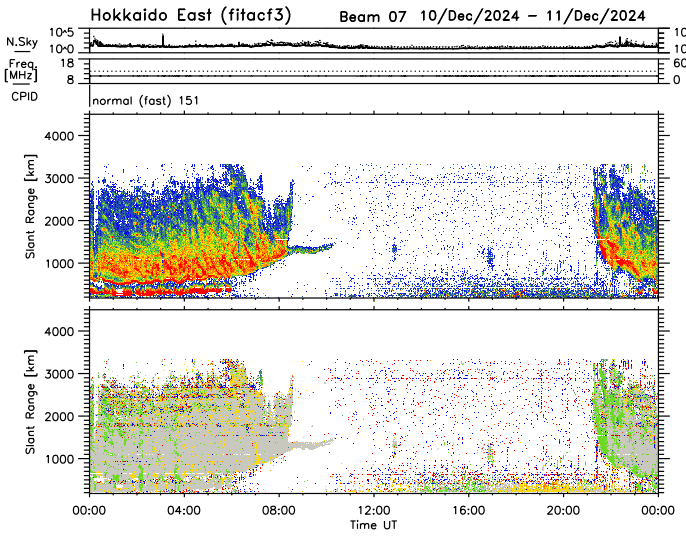 Hokkaido East (fitacf3) Beam 07 10/Dec/2024 - 11/Dec/2024
N.Sky 10^5 10^0 10 10
Freq. [MHz] 18 8 60 0
CPID normal (fast) 151
Slant Range [km] 4000 3000 2000 1000
Slant Range [km] 4000 3000 2000 1000
00:00 04:00 08:00 12:00 16:00 20:00 00:00
Time UT